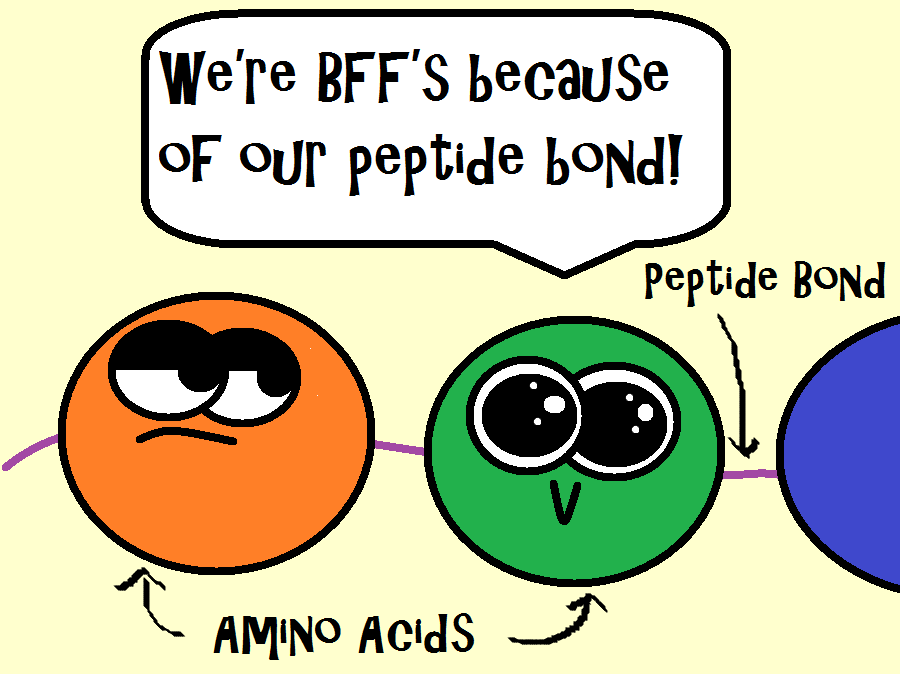 We're BFF's because
of our peptide bond!
Peptide Bond
Amino Acids